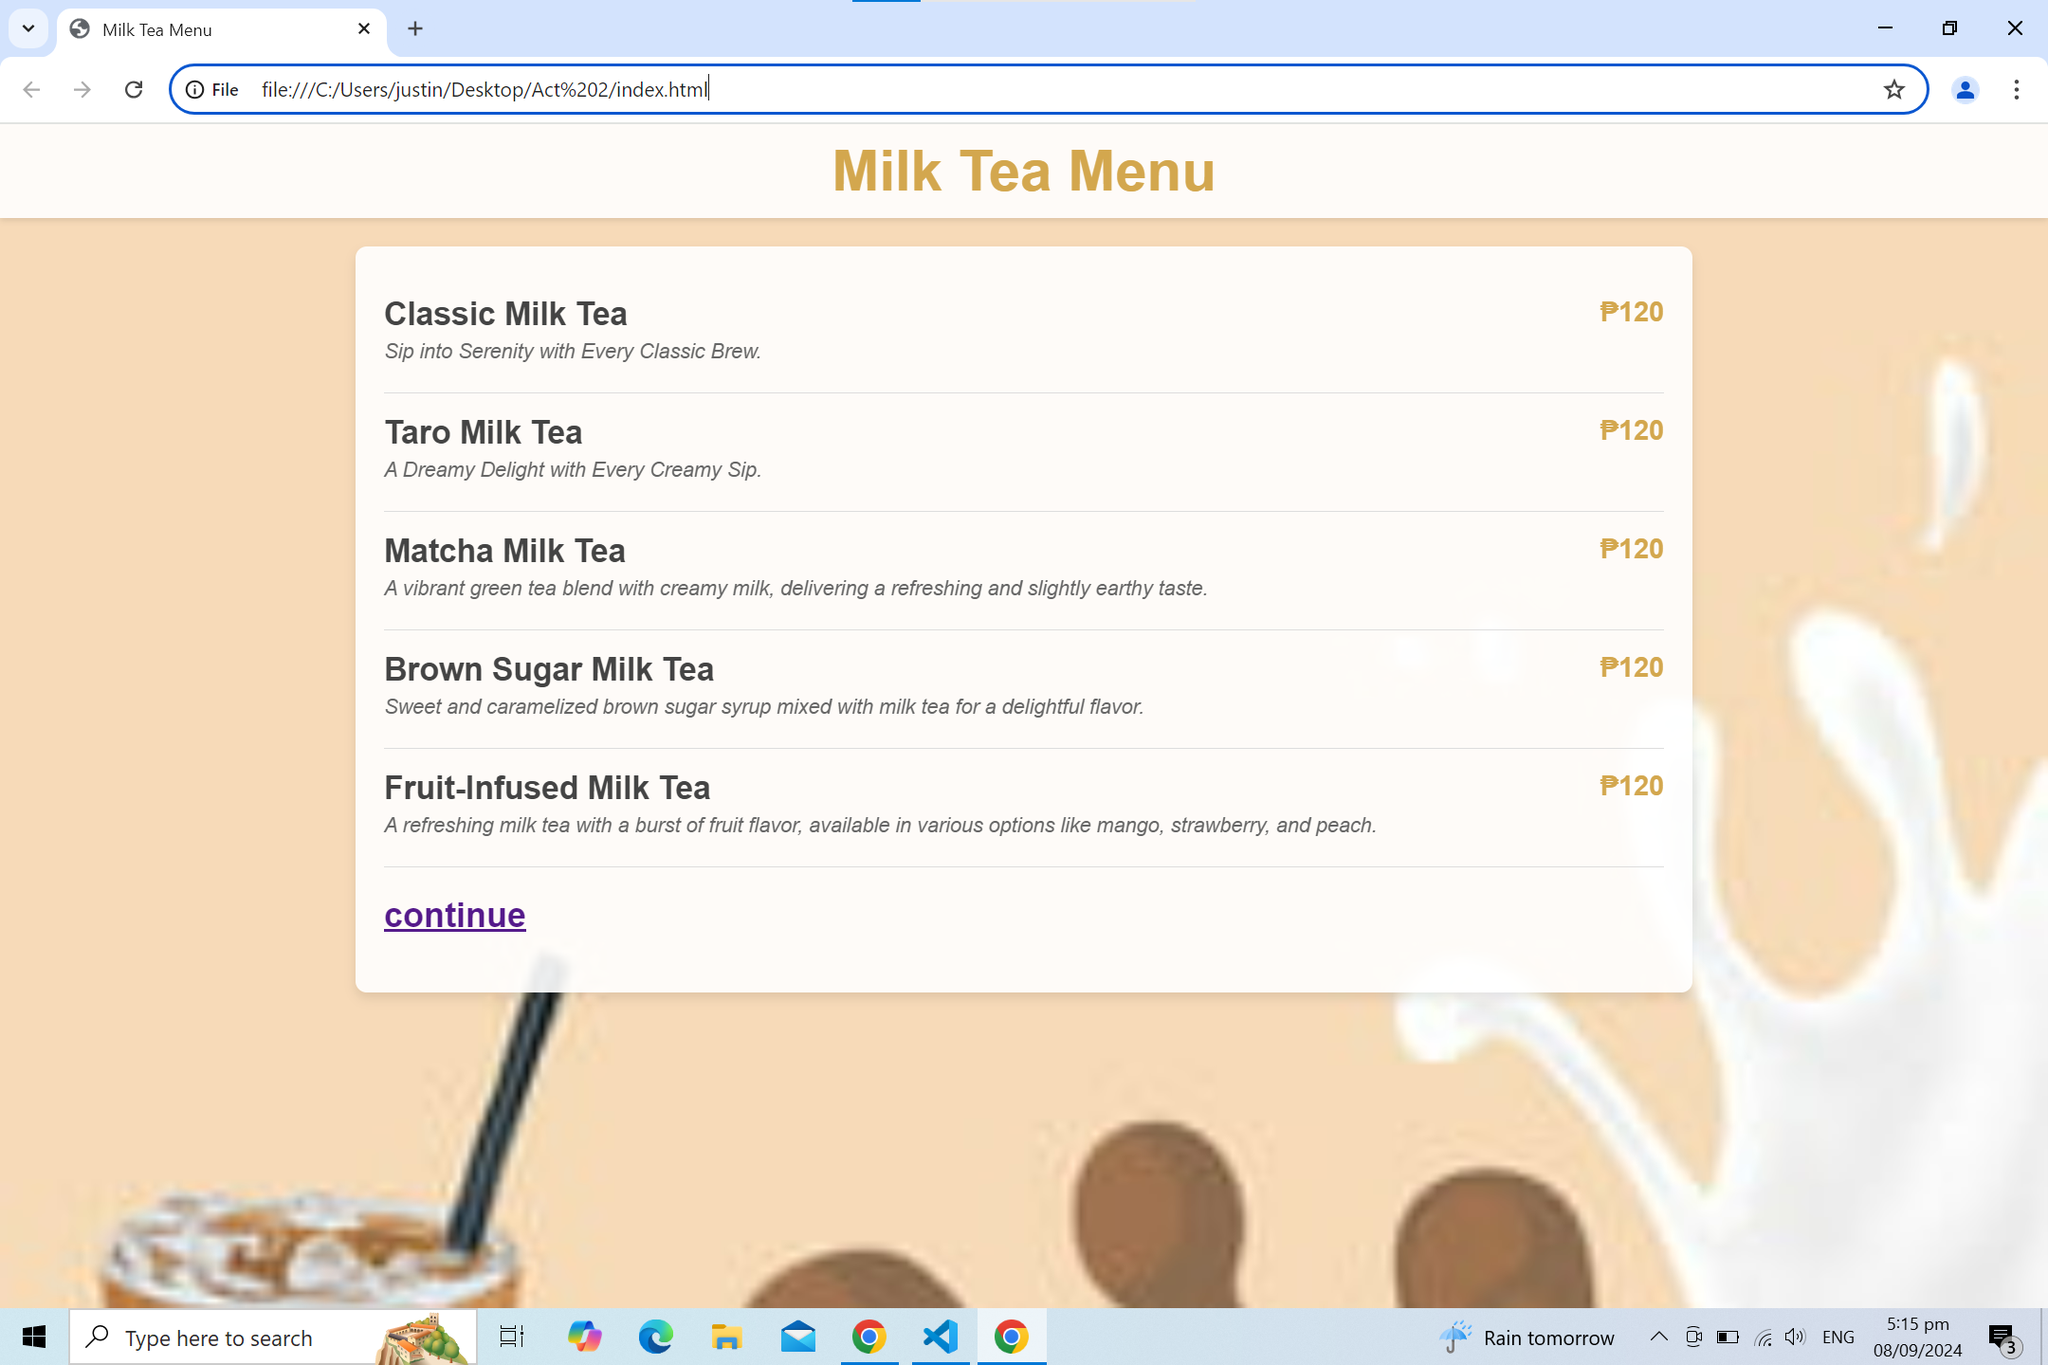 Milk Tea Menu
File file:///C:/Users/justin/Desktop/Act%202/index.html
Milk Tea Menu
Classic Milk Tea ₱120
Sip into Serenity with Every Classic Brew.
Taro Milk Tea ₱120
A Dreamy Delight with Every Creamy Sip.
Matcha Milk Tea ₱120
A vibrant green tea blend with creamy milk, delivering a refreshing and slightly earthy taste.
Brown Sugar Milk Tea ₱120
Sweet and caramelized brown sugar syrup mixed with milk tea for a delightful flavor.
Fruit-Infused Milk Tea ₱120
A refreshing milk tea with a burst of fruit flavor, available in various options like mango, strawberry, and peach.
continue
Type here to search
Rain tomorrow
ENG
5:15 pm
08/09/2024
3